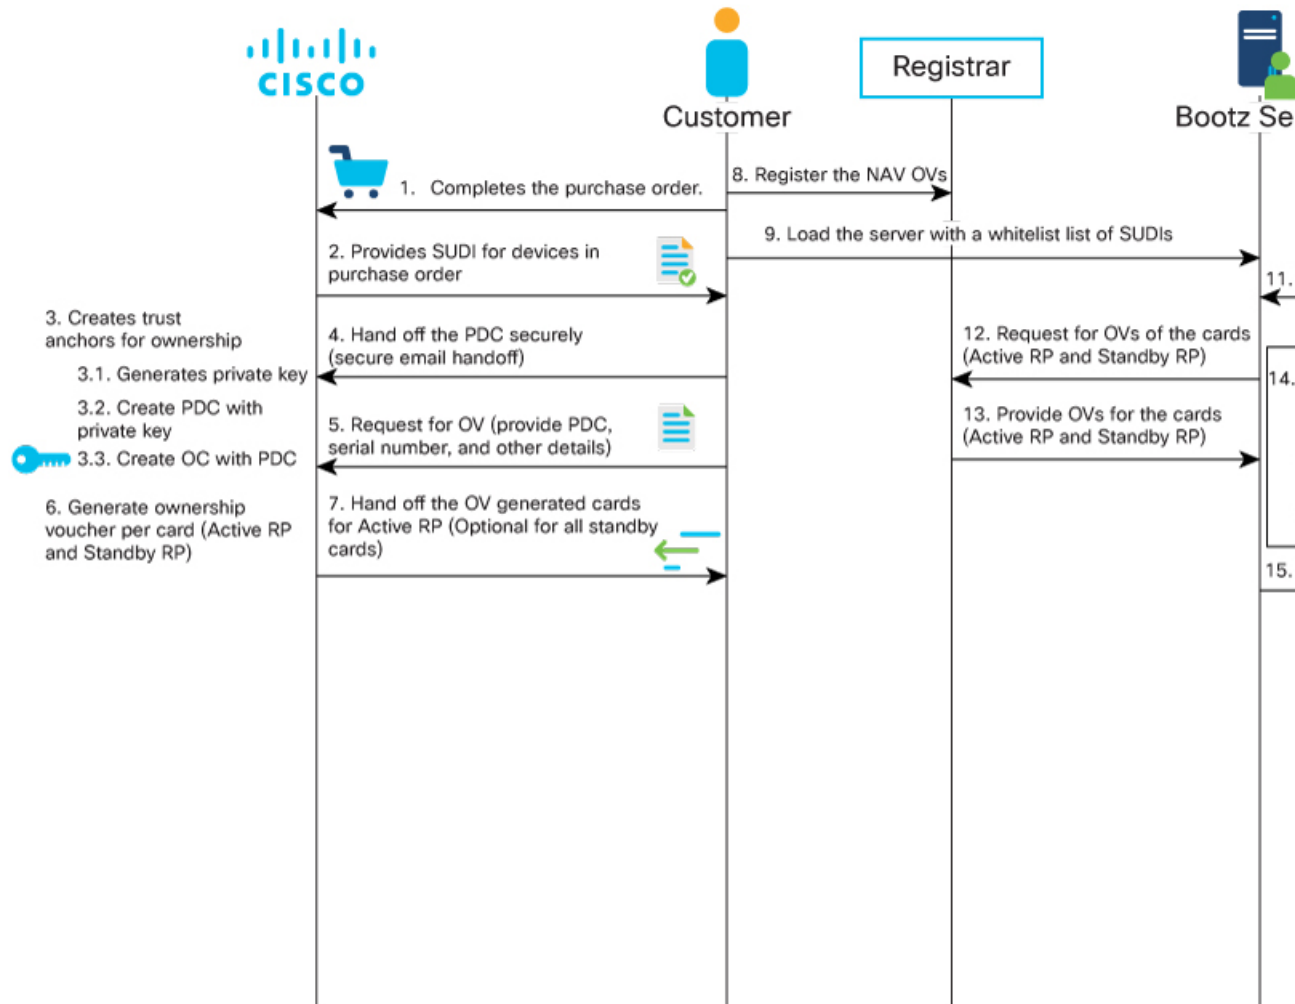 CISCO
Customer
Registrar
Bootz Se
1. Completes the purchase order.
8. Register the NAV OVs
9. Load the server with a whitelist list of SUDIs
2. Provides SUDI for devices in
purchase order
11.
3. Creates trust
anchors for ownership
4. Hand off the PDC securely
(secure email handoff)
12. Request for OVs of the cards
(Active RP and Standby RP)
3.1. Generates private key
14.
3.2. Create PDC with
private key
5. Request for OV (provide PDC,
serial number, and other details)
13. Provide OVs for the cards
(Active RP and Standby RP)
3.3. Create OC with PDC
6. Generate ownership
voucher per card (Active RP
and Standby RP)
7. Hand off the OV generated cards
for Active RP (Optional for all standby
cards)
15.